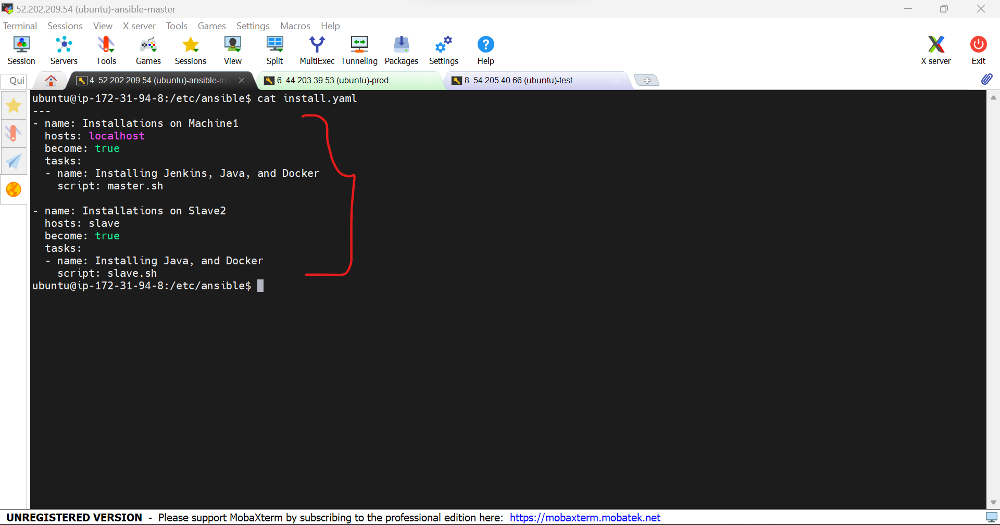 52.202.209.54 (ubuntu)-ansible-master
Terminal Sessions View X server Tools Games Settings Macros Help
Session Servers Tools Games Sessions View Split MultiExec Tunneling Packages Settings Help X server Exit
Qui 4. 52.202.209.54 (ubuntu)-ansible-ma 6. 44.203.39.53 (ubuntu)-prod 8. 54.205.40.66 (ubuntu)-test
ubuntu@ip-172-31-94-8:/etc/ansible$ cat install.yaml
---
- name: Installations on Machine1
  hosts: localhost
  become: true
  tasks:
  - name: Installing Jenkins, Java, and Docker
    script: master.sh
- name: Installations on Slave2
  hosts: slave
  become: true
  tasks:
  - name: Installing Java, and Docker
    script: slave.sh
ubuntu@ip-172-31-94-8:/etc/ansible$
UNREGISTERED VERSION - Please support MobaXterm by subscribing to the professional edition here: https://mobaxterm.mobatek.net